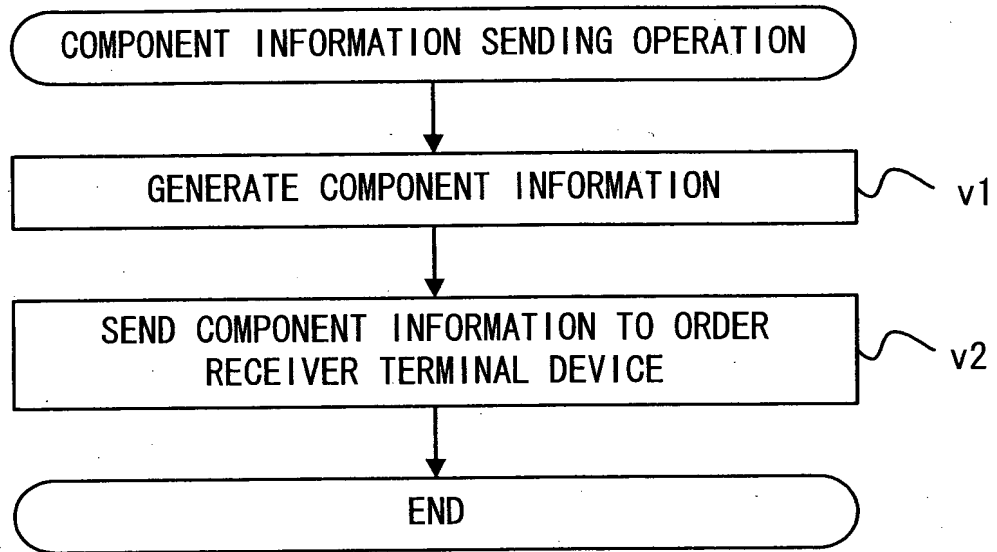 COMPONENT INFORMATION SENDING OPERATION
GENERATE COMPONENT INFORMATION
v1
SEND COMPONENT INFORMATION TO ORDER
RECEIVER TERMINAL DEVICE
v2
END